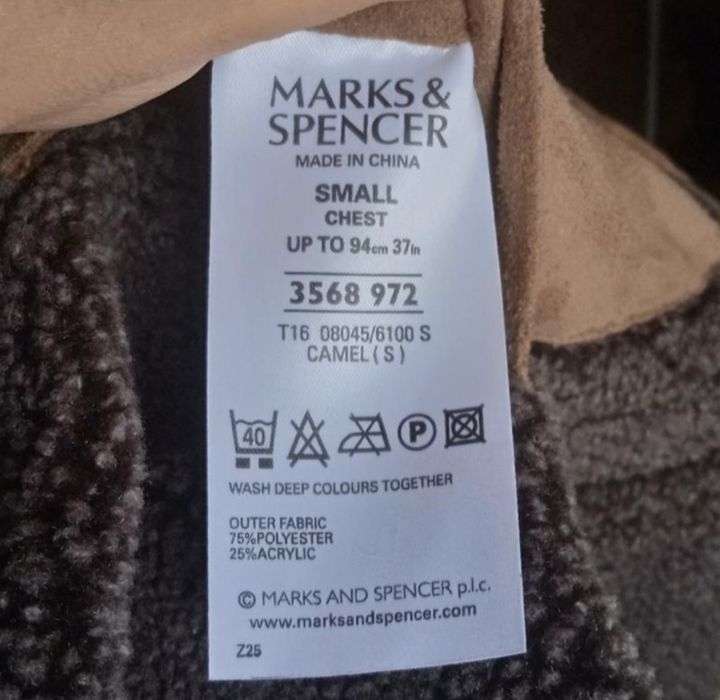 MARKS &
SPENCER
MADE IN CHINA
SMALL
CHEST
UP TO 94cm 37in
3568 972
T16 08045/6100 S
CAMEL ( S )
40 P
WASH DEEP COLOURS TOGETHER
OUTER FABRIC
75%POLYESTER
25%ACRYLIC
© MARKS AND SPENCER p.l.c.
www.marksandspencer.com
Z25